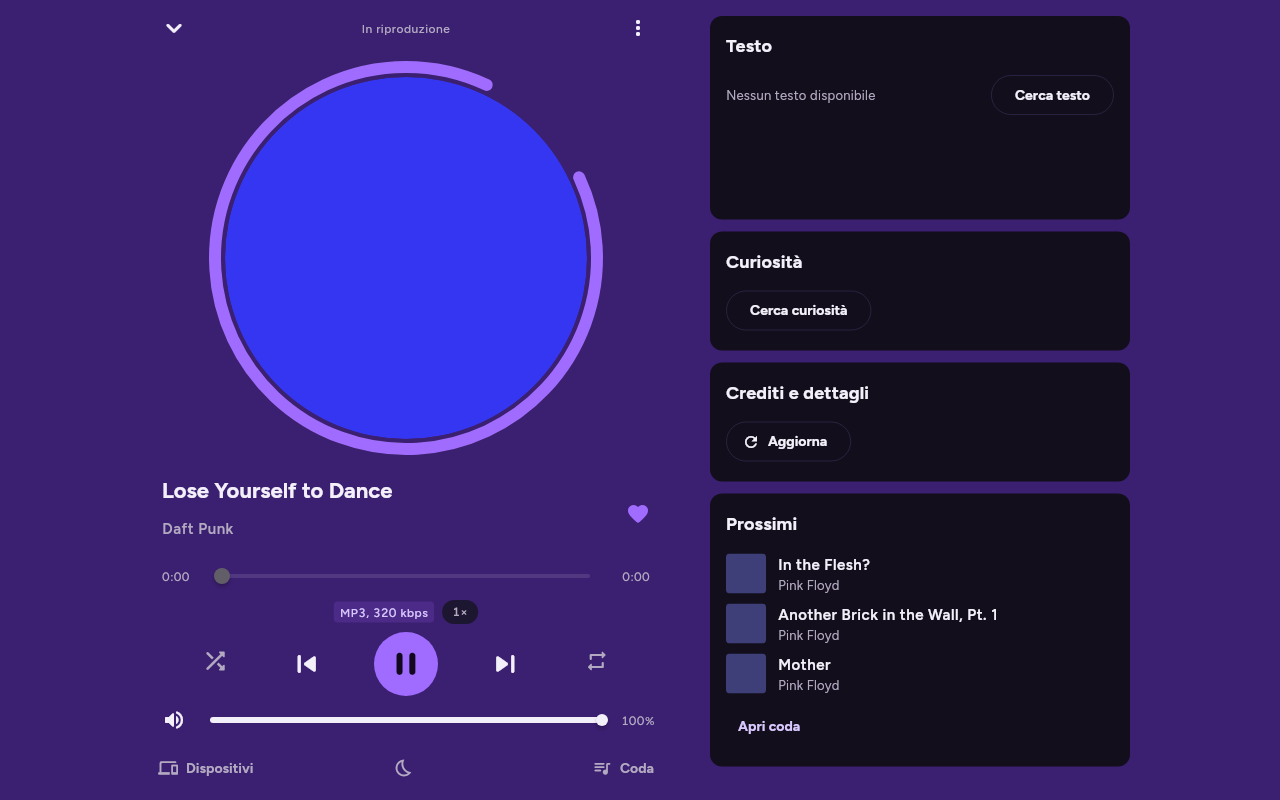 In riproduzione
Lose Yourself to Dance
Daft Punk
0:00
0:00
MP3, 320 kbps
1×
100%
Dispositivi
Coda
Testo
Nessun testo disponibile
Cerca testo
Curiosità
Cerca curiosità
Crediti e dettagli
Aggiorna
Prossimi
In the Flesh?
Pink Floyd
Another Brick in the Wall, Pt. 1
Pink Floyd
Mother
Pink Floyd
Apri coda